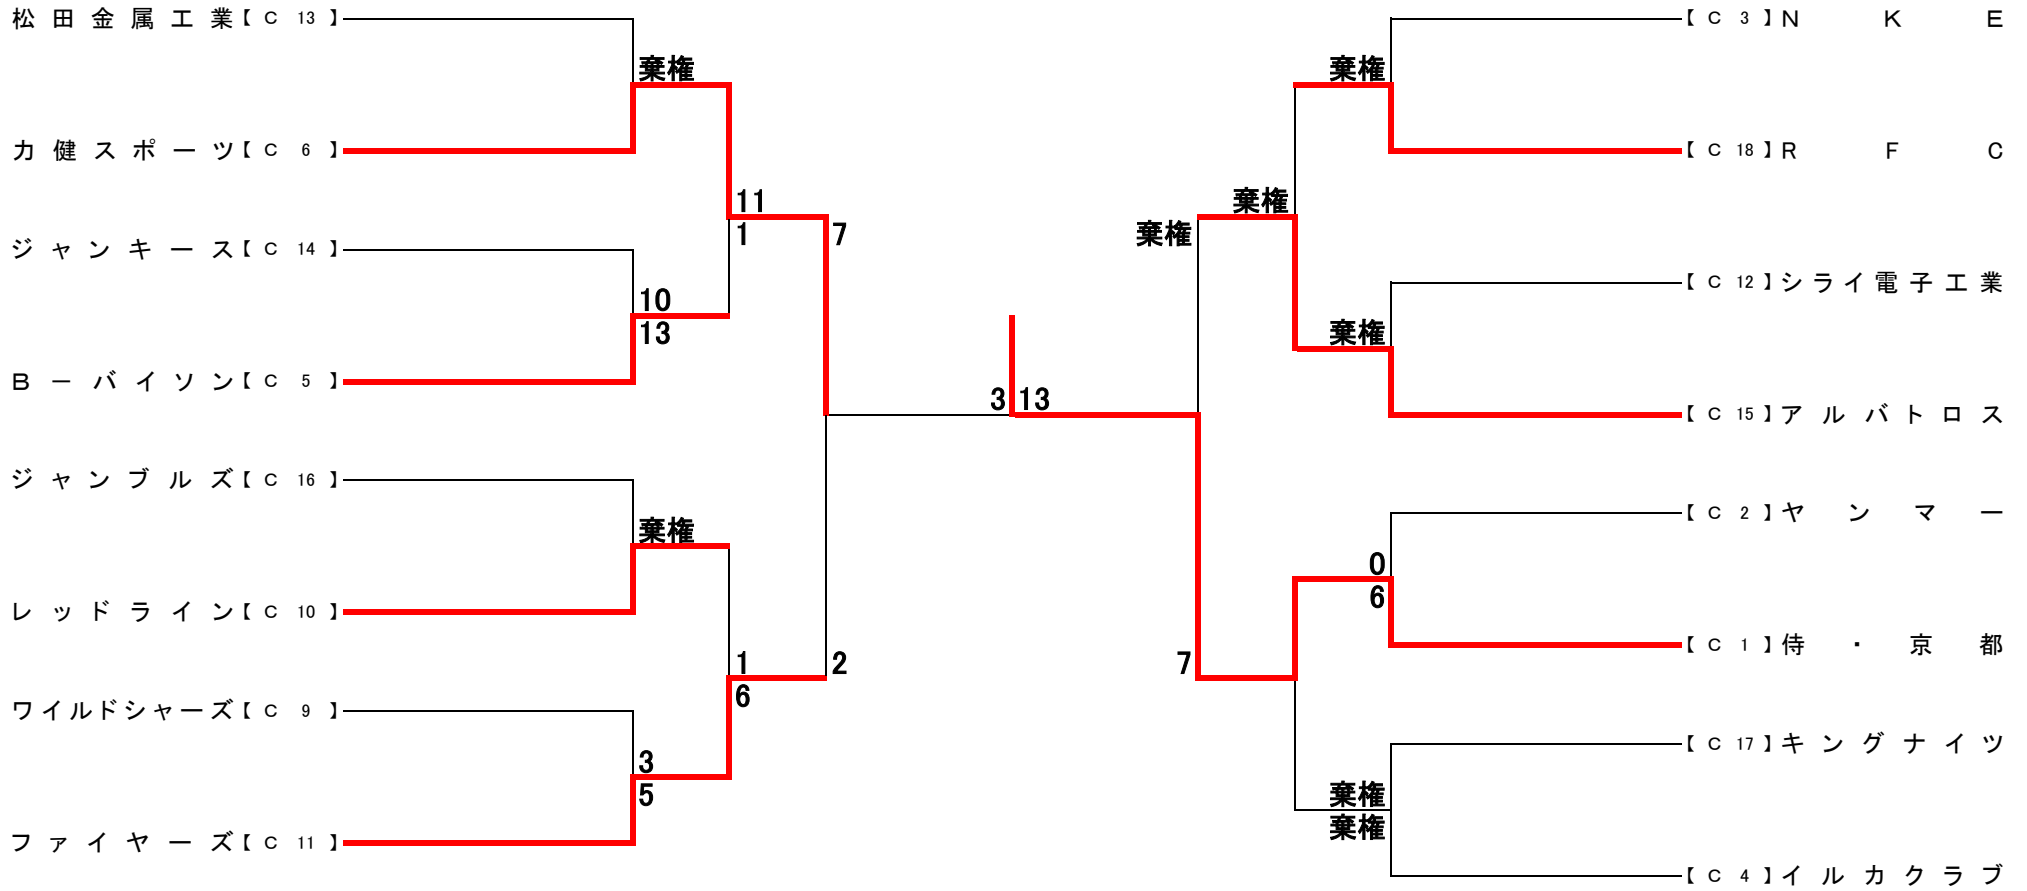 松田金属工業【 C 13 】
棄権
力健スポーツ【 C 6 】
11
1
ジャンキース【 C 14 】
10
13
B－バイソン【 C 5 】
7
ジャンブルズ【 C 16 】
棄権
レッドライン【 C 10 】
1
6
2
ワイルドシャーズ【 C 9 】
3
5
ファイヤーズ【 C 11 】
3 13
【 C 3 】NKE
棄権
【 C 18 】RFC
棄権
棄権
【 C 12 】シライ電子工業
棄権
【 C 15 】アルバトロス
【 C 2 】ヤンマー
0
6
【 C 1 】侍・京都
7
【 C 17 】キングナイツ
棄権
棄権
【 C 4 】イルカクラブ